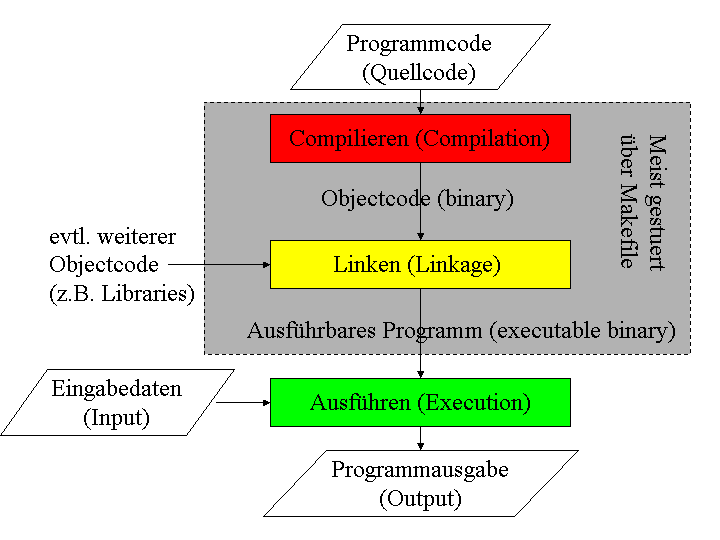 Programmcode
(Quellcode)
Compilieren (Compilation)
Meist gestuert
über Makefile
Objectcode (binary)
evtl. weiterer
Objectcode
(z.B. Libraries)
Linken (Linkage)
Ausführbares Programm (executable binary)
Eingabedaten
(Input)
Ausführen (Execution)
Programmausgabe
(Output)